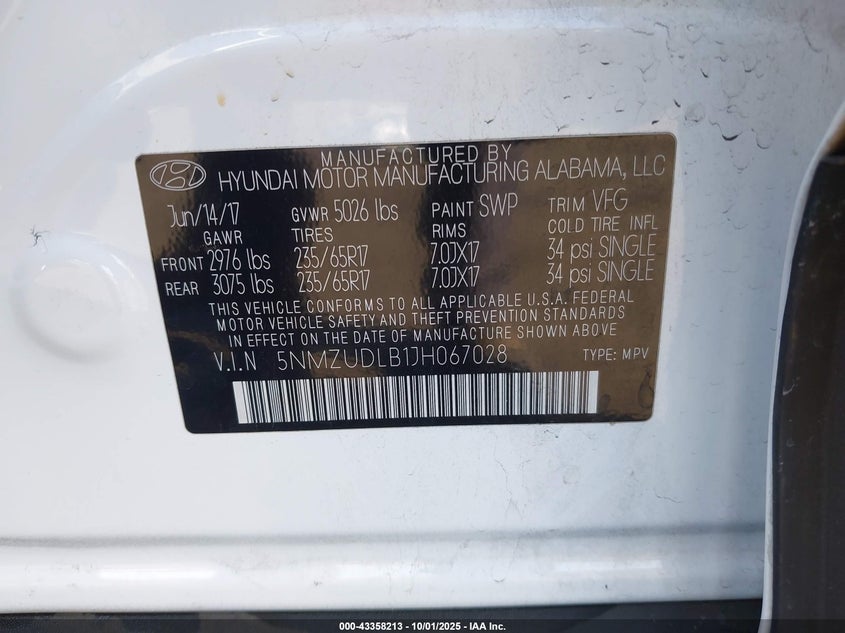 MANUFACTURED BY
HYUNDAI MOTOR MANUFACTURING ALABAMA, LLC
Jun/14/17 GVWR 5026 lbs PAINT SWP TRIM VFG
GAWR TIRES RIMS COLD TIRE INFL
FRONT 2976 lbs 235/65R17 7.0JX17 34 psi SINGLE
REAR 3075 lbs 235/65R17 7.0JX17 34 psi SINGLE
THIS VEHICLE CONFORMS TO ALL APPLICABLE U.S.A. FEDERAL
MOTOR VEHICLE SAFETY AND THEFT PREVENTION STANDARDS
IN EFFECT ON THE DATE OF MANUFACTURE SHOWN ABOVE
V.I.N 5NMZUDLB1JH067028 TYPE: MPV
000-43358213 - 10/01/2025 - IAA Inc.